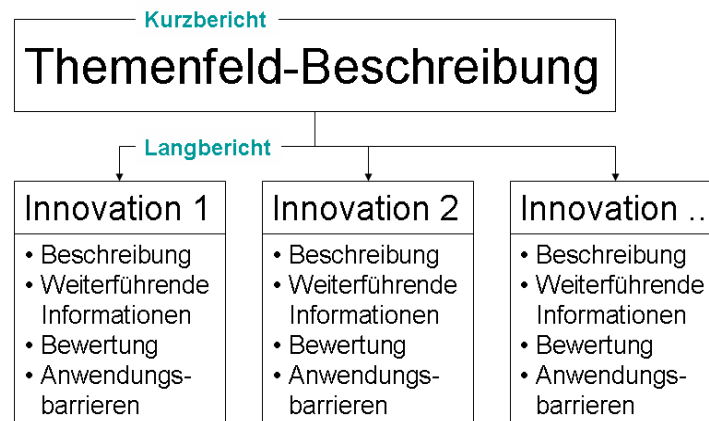 Kurzbericht
Themenfeld-Beschreibung
Langbericht
Innovation 1
• Beschreibung
• Weiterführende
Informationen
• Bewertung
• Anwendungs-
barrieren
Innovation 2
• Beschreibung
• Weiterführende
Informationen
• Bewertung
• Anwendungs-
barrieren
Innovation ..
• Beschreibung
• Weiterführende
Informationen
• Bewertung
• Anwendungs-
barrieren